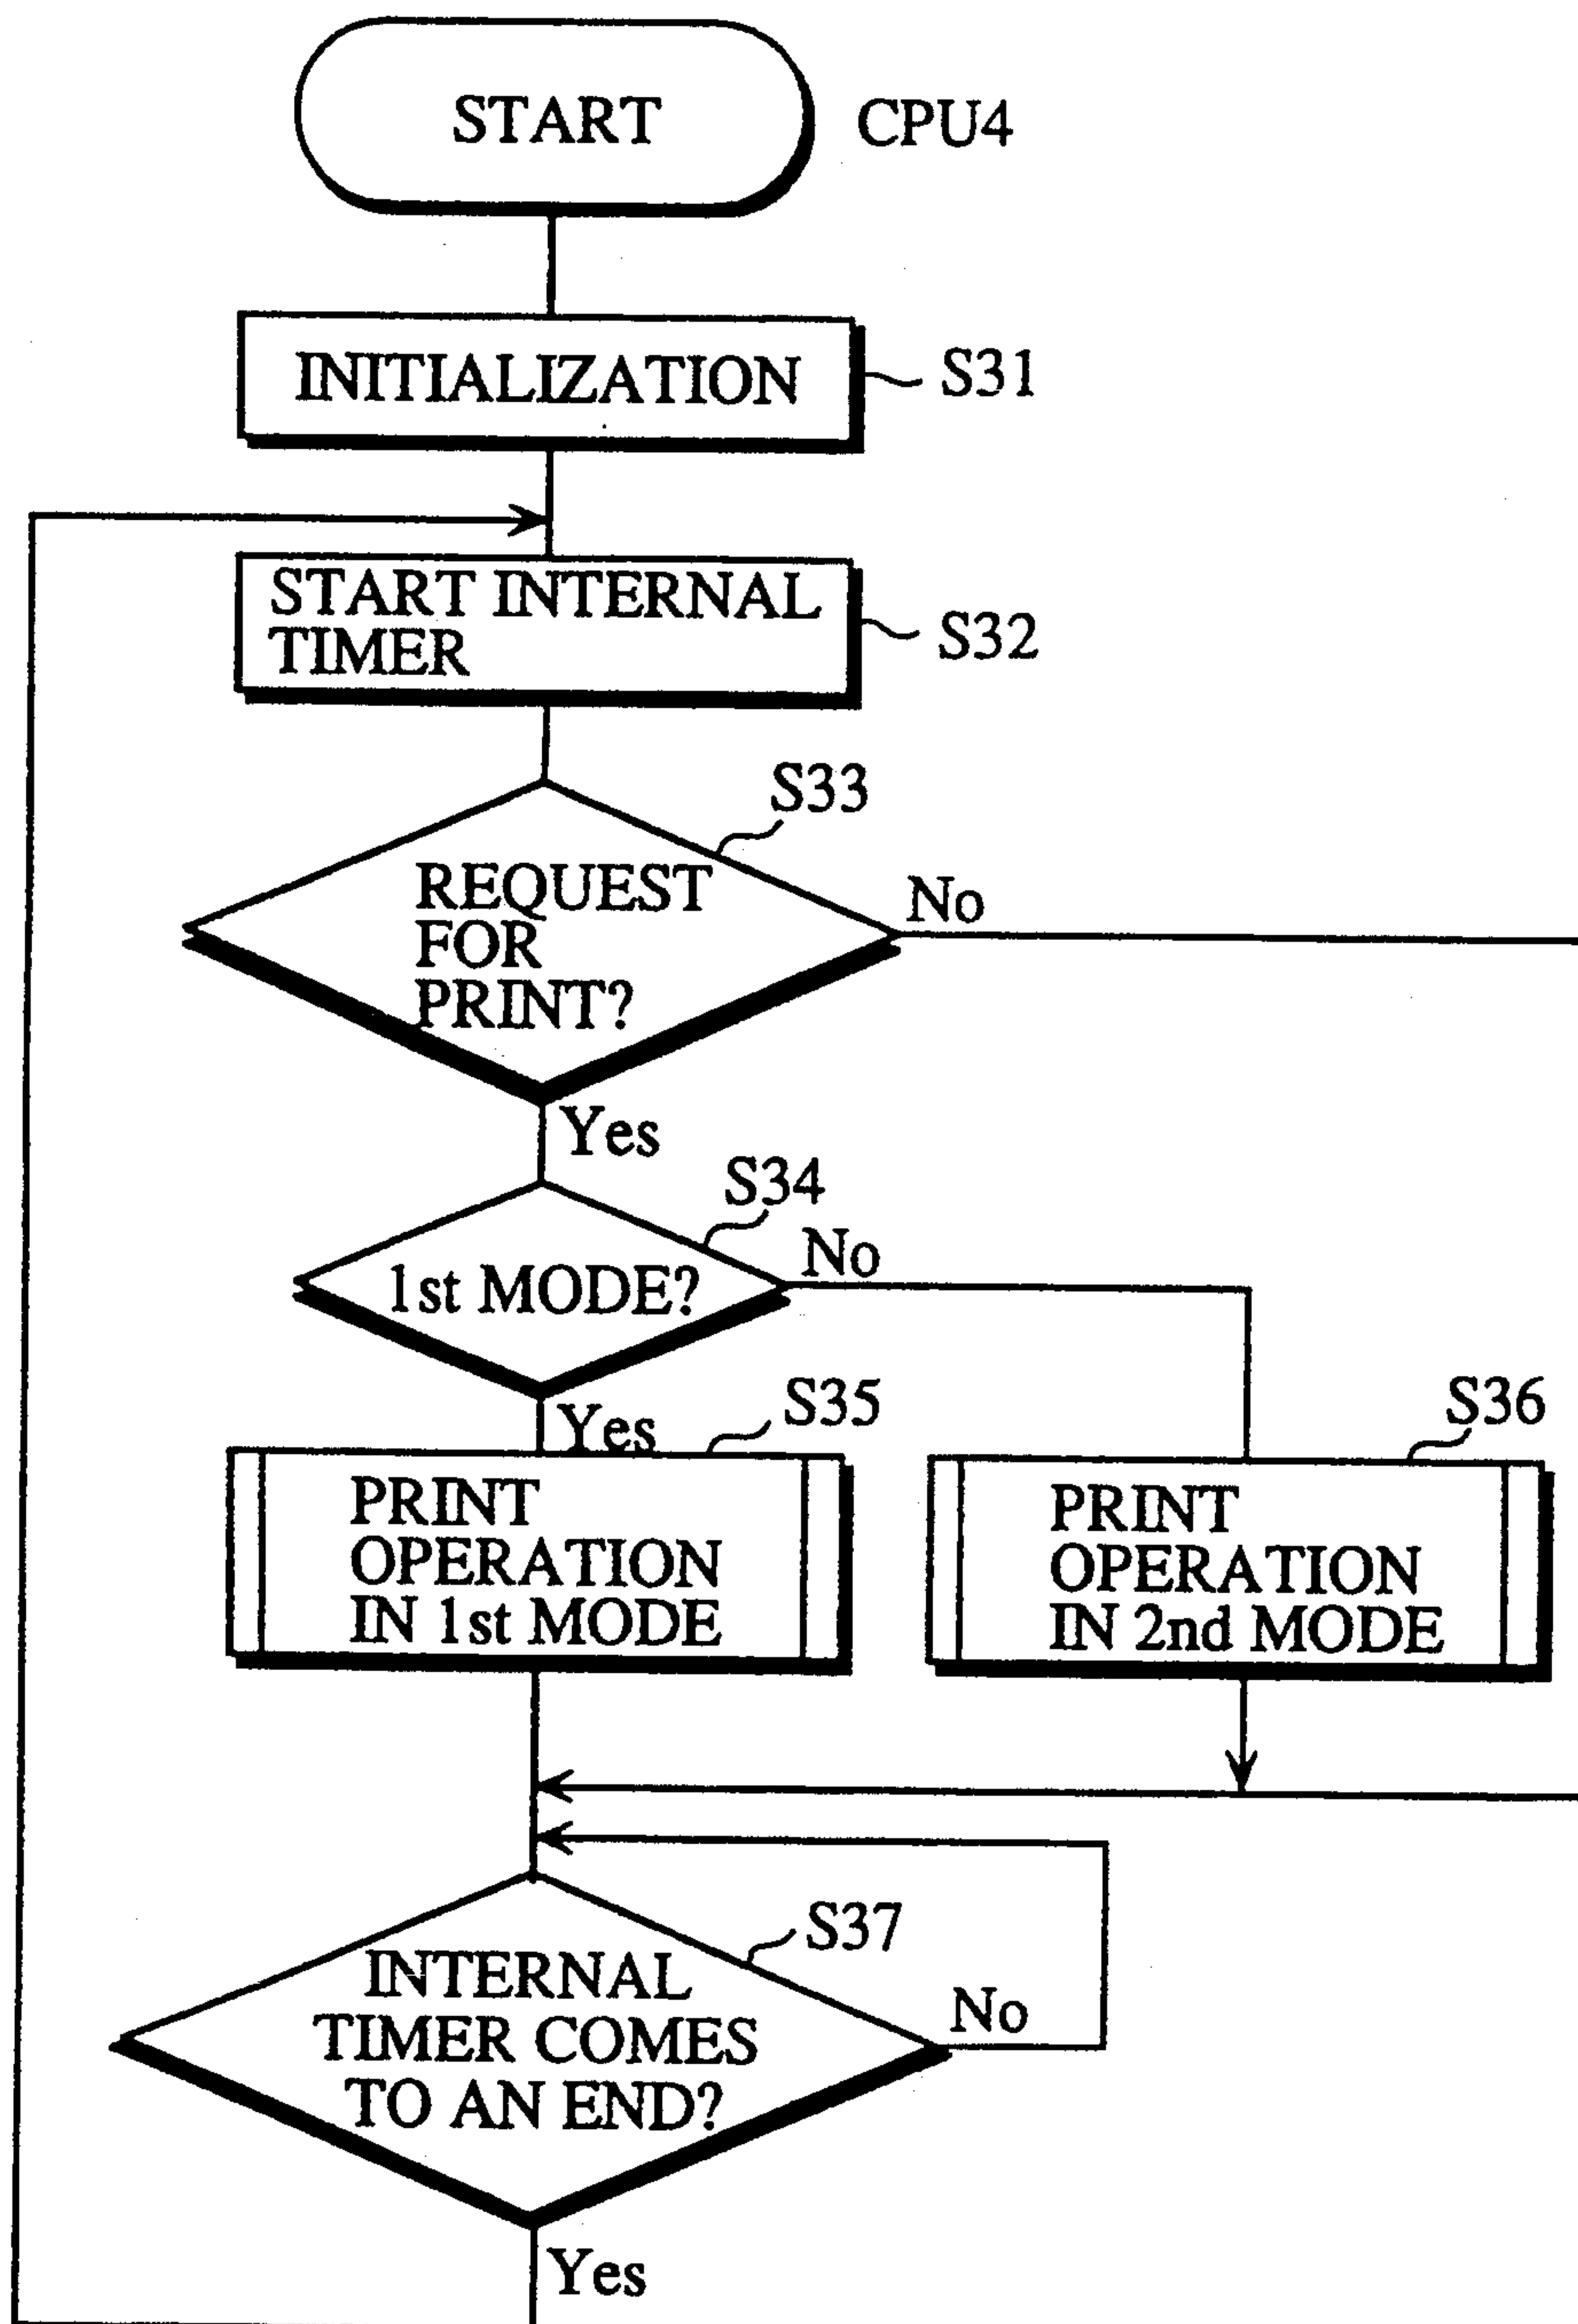 START
CPU4
INITIALIZATION
S31
START INTERNAL
TIMER
S32
S33
REQUEST
FOR
PRINT?
No
Yes
S34
1st MODE?
No
Yes
S35
PRINT
OPERATION
IN 1st MODE
S36
PRINT
OPERATION
IN 2nd MODE
S37
INTERNAL
TIMER COMES
TO AN END?
No
Yes